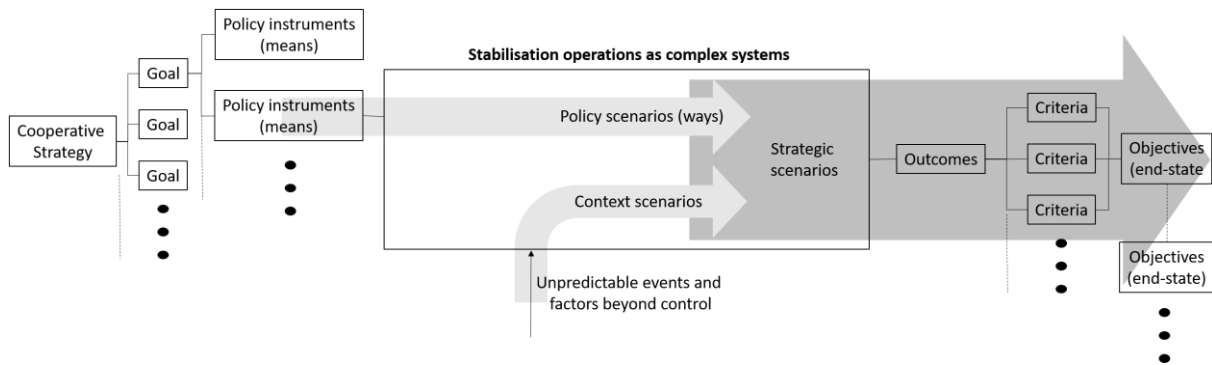 Policy instruments
(means)
Stabilisation operations as complex systems
Goal
Policy instruments
(means)
Criteria
Policy scenarios (ways)
Cooperative
Strategy
Goal
Strategic
scenarios
Outcomes
Criteria
Objectives
(end-state
Goal
Context scenarios
Criteria
Unpredictable events and
factors beyond control
Objectives
(end-state)